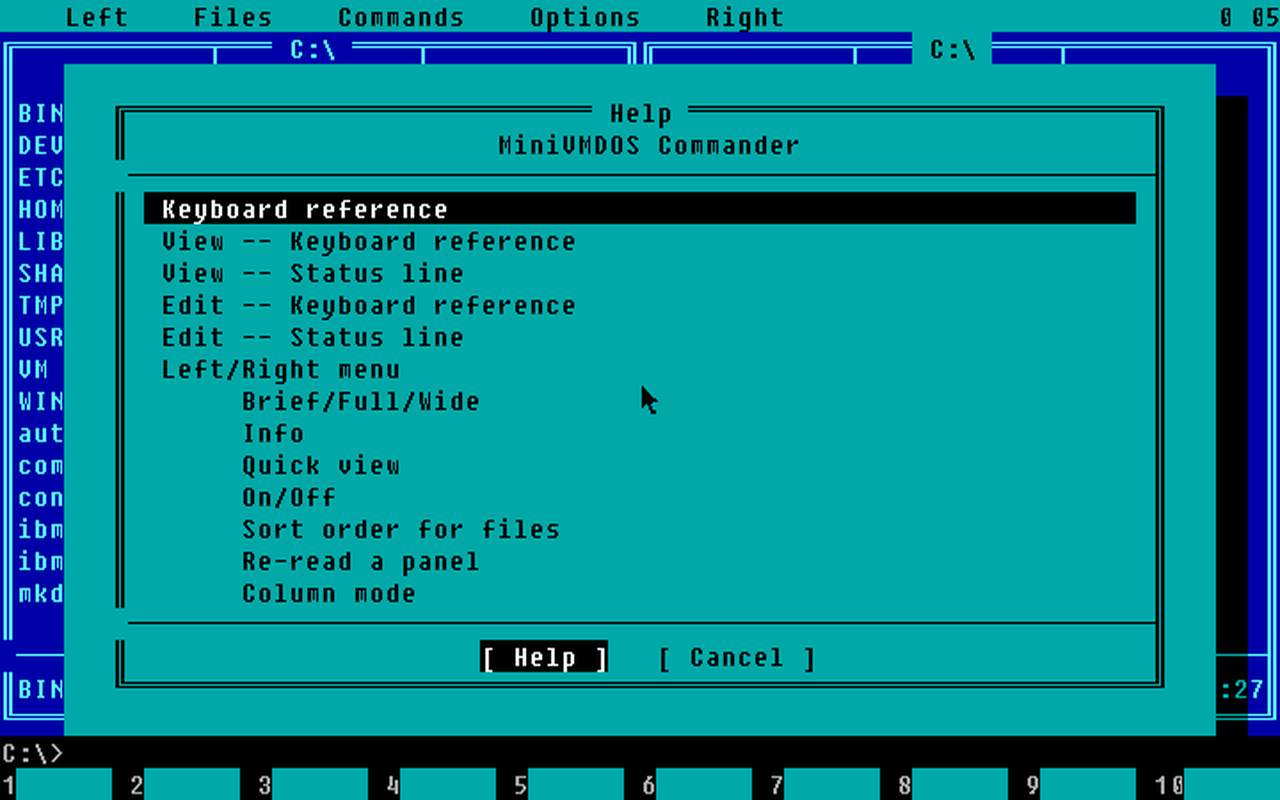 Left Files Commands Options Right 0 05
C:\ C:\
Help
MiniVMDOS Commander
BIN
DEV
ETC
HOM Keyboard reference
LIB View -- Keyboard reference
SHA View -- Status line
TMP Edit -- Keyboard reference
USR Edit -- Status line
VM Left/Right menu
WIN Brief/Full/Wide
aut Info
com Quick view
con On/Off
ibm Sort order for files
ibm Re-read a panel
mkd Column mode
[ Help ] [ Cancel ]
BIN :27
C:\>
1 2 3 4 5 6 7 8 9 10